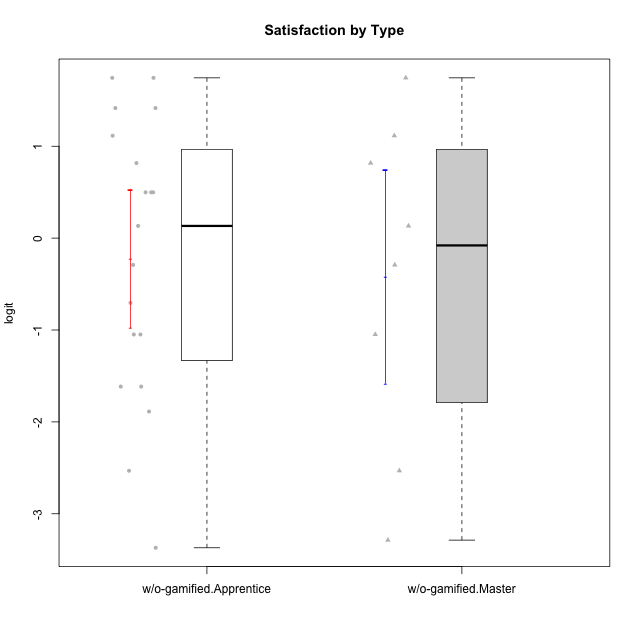 Satisfaction by Type
logit
1
0
-1
-2
-3
w/o-gamified.Apprentice
w/o-gamified.Master